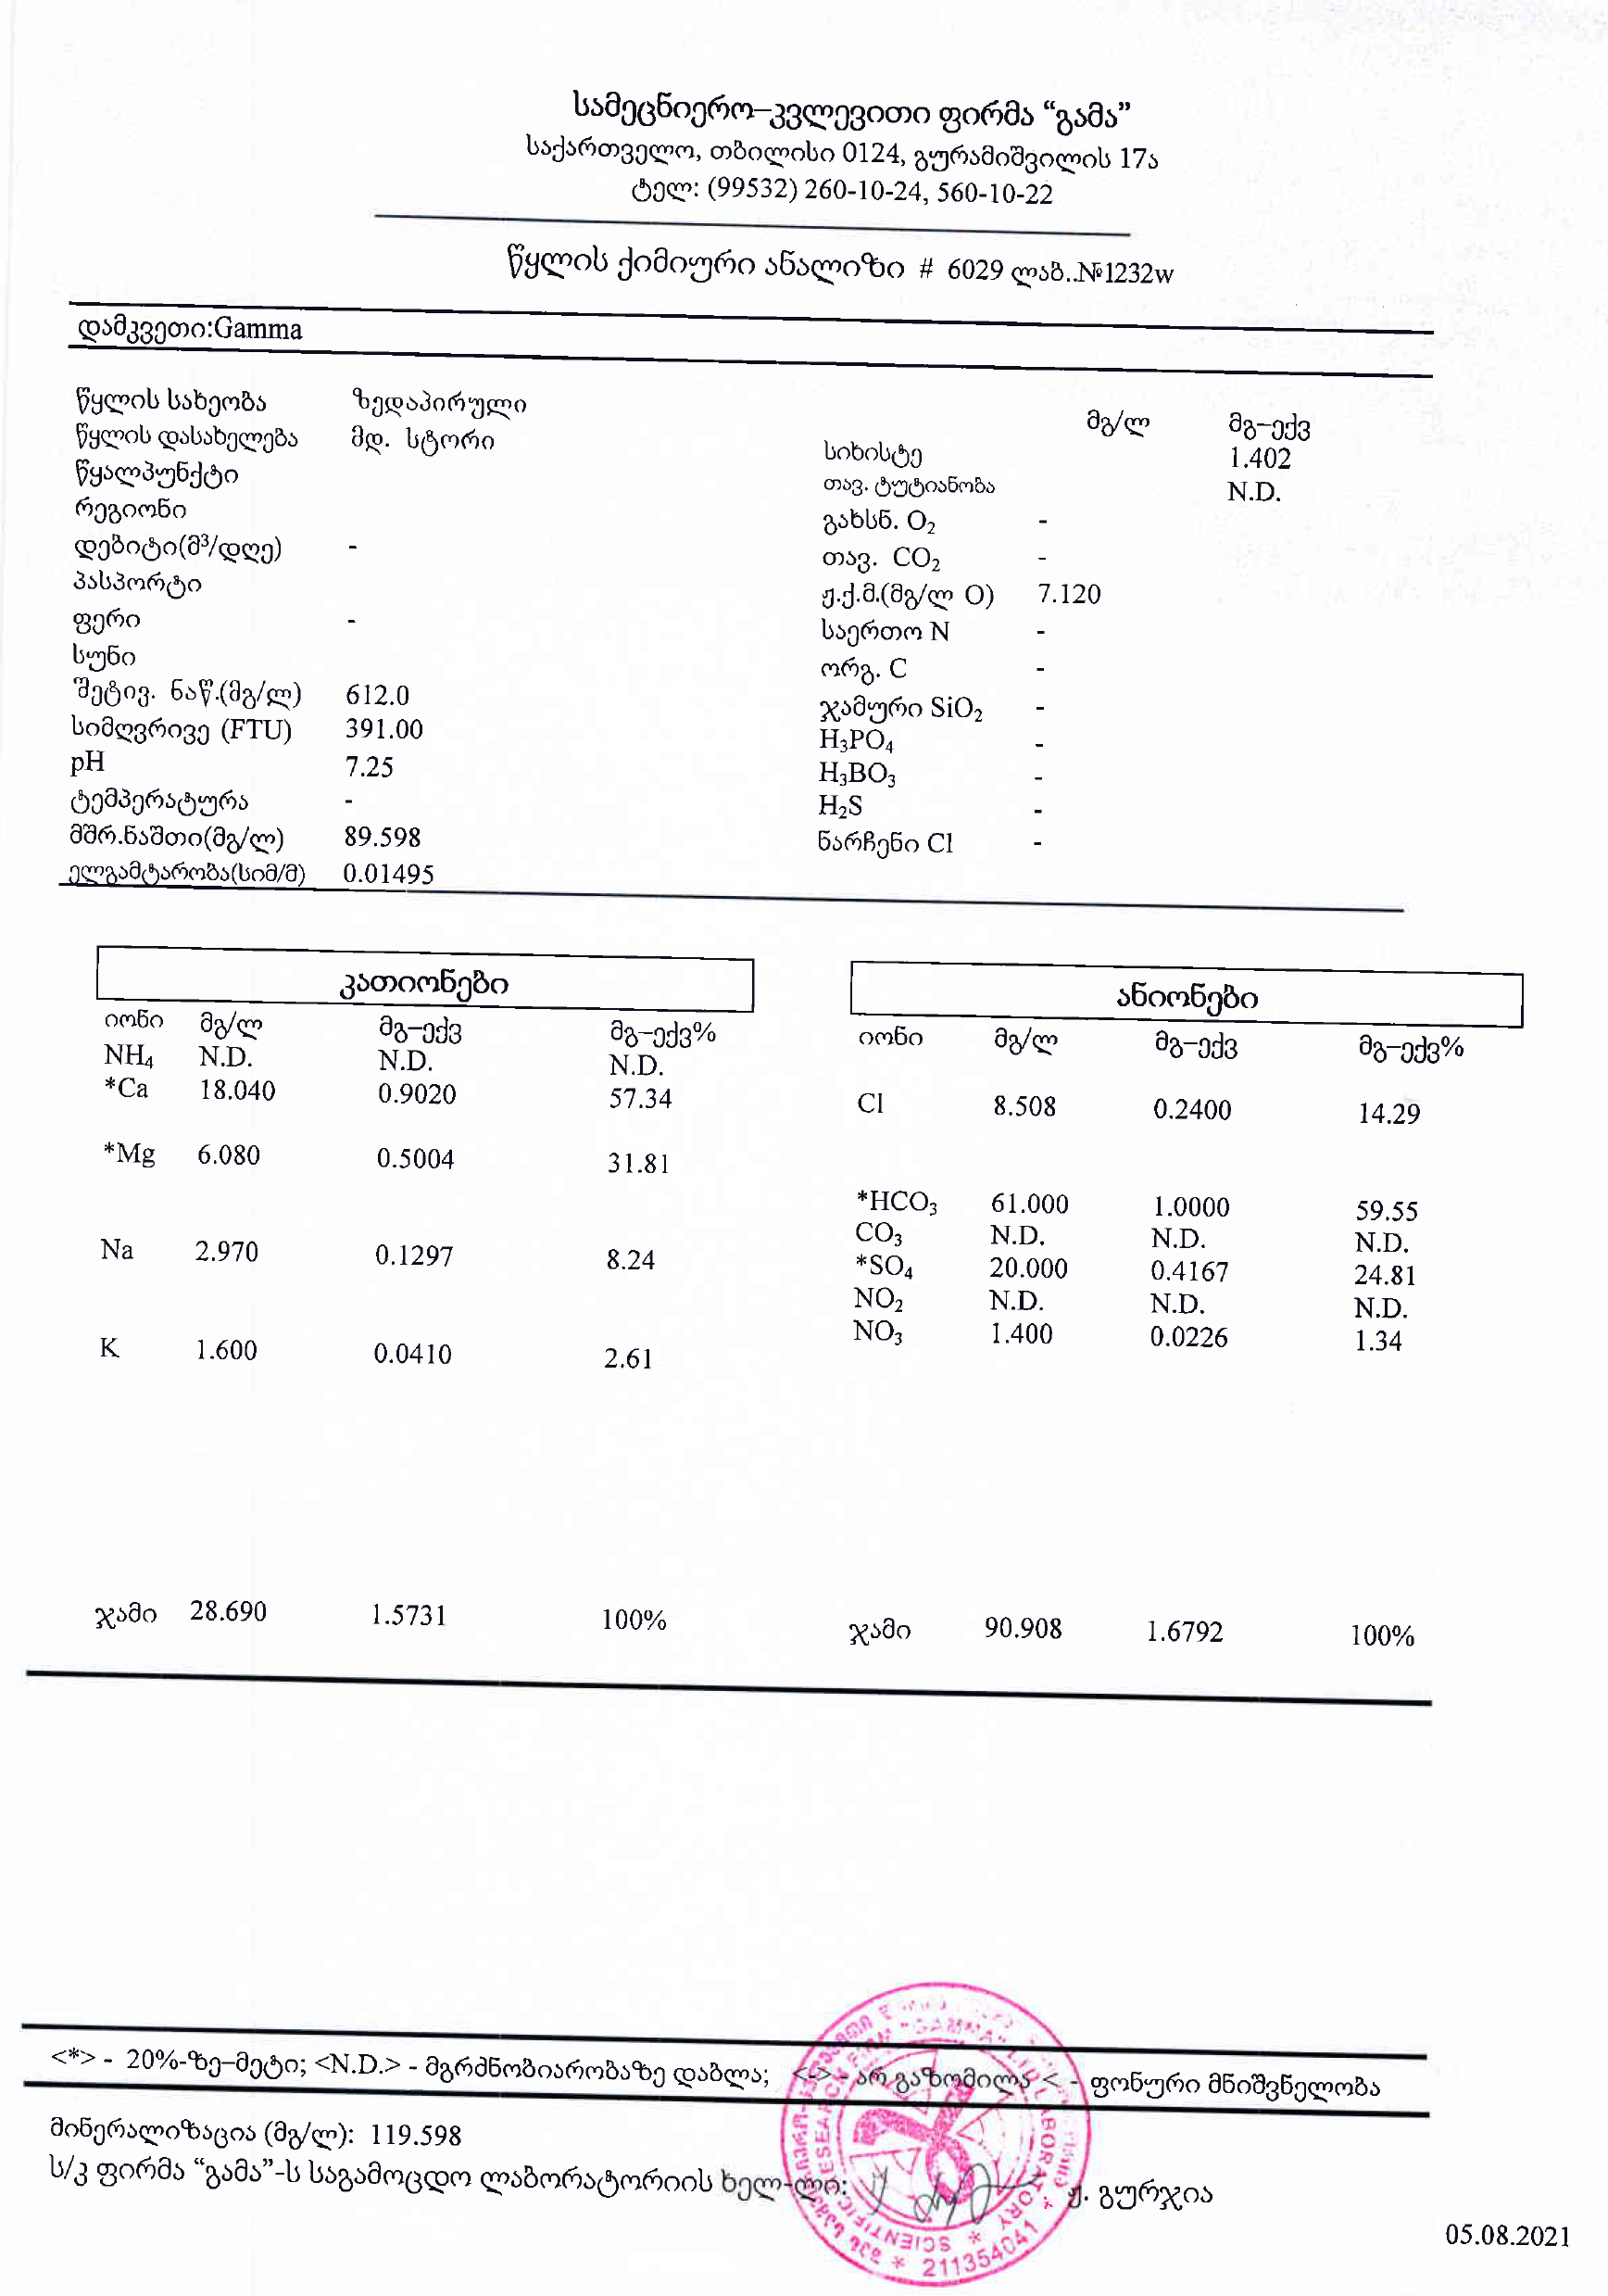 სამეცნიერო–კვლევითი ფირმა “გამა”
საქართველო, თბილისი 0124, გურამიშვილის 17ა
ტელ: (99532) 260-10-24, 560-10-22
წყლის ქიმიური ანალიზი # 6029 ლაბ..№1232w
დამკვეთი:Gamma
წყლის სახეობა ზედაპირული
წყლის დასახელება მდ. სტორი
წყალპუნქტი
რეგიონი
დებიტი(მ³/დღე) -
პასპორტი
ფერი -
სუნი
შეტივ. ნაწ.(მგ/ლ) 612.0
სიმღვრივე (FTU) 391.00
pH 7.25
ტემპერატურა -
მშრ.ნაშთი(მგ/ლ) 89.598
ელგამტარობა(სიმ/მ) 0.01495
მგ/ლ მგ–ექვ
სიხისტე 1.402
თავ. ტუტიანობა N.D.
გახსნ. O₂ -
თავ. CO₂ -
ჟ.ქ.მ.(მგ/ლ O) 7.120
საერთო N -
ორგ. C -
ჯამური SiO₂ -
H₃PO₄ -
H₃BO₃ -
H₂S -
ნარჩენი Cl -
კათიონები
იონი მგ/ლ მგ–ექვ მგ–ექვ%
NH₄ N.D. N.D. N.D.
*Ca 18.040 0.9020 57.34
*Mg 6.080 0.5004 31.81
Na 2.970 0.1297 8.24
K 1.600 0.0410 2.61
ჯამი 28.690 1.5731 100%
ანიონები
იონი მგ/ლ მგ–ექვ მგ–ექვ%
Cl 8.508 0.2400 14.29
*HCO₃ 61.000 1.0000 59.55
CO₃ N.D. N.D. N.D.
*SO₄ 20.000 0.4167 24.81
NO₂ N.D. N.D. N.D.
NO₃ 1.400 0.0226 1.34
ჯამი 90.908 1.6792 100%
<*> - 20%-ზე–მეტი; <N.D.> - მგრძნობიარობაზე დაბლა; <-> - არ გაზომილა < - ფონური მნიშვნელობა
მინერალიზაცია (მგ/ლ): 119.598
ს/კ ფირმა “გამა”-ს საგამოცდო ლაბორატორიის ხელ-ლი: ჟ. გურჯია
05.08.2021
SCIENTIFIC RESEARCH FIRM "GAMMA" LABORATORY
* 211354041 *